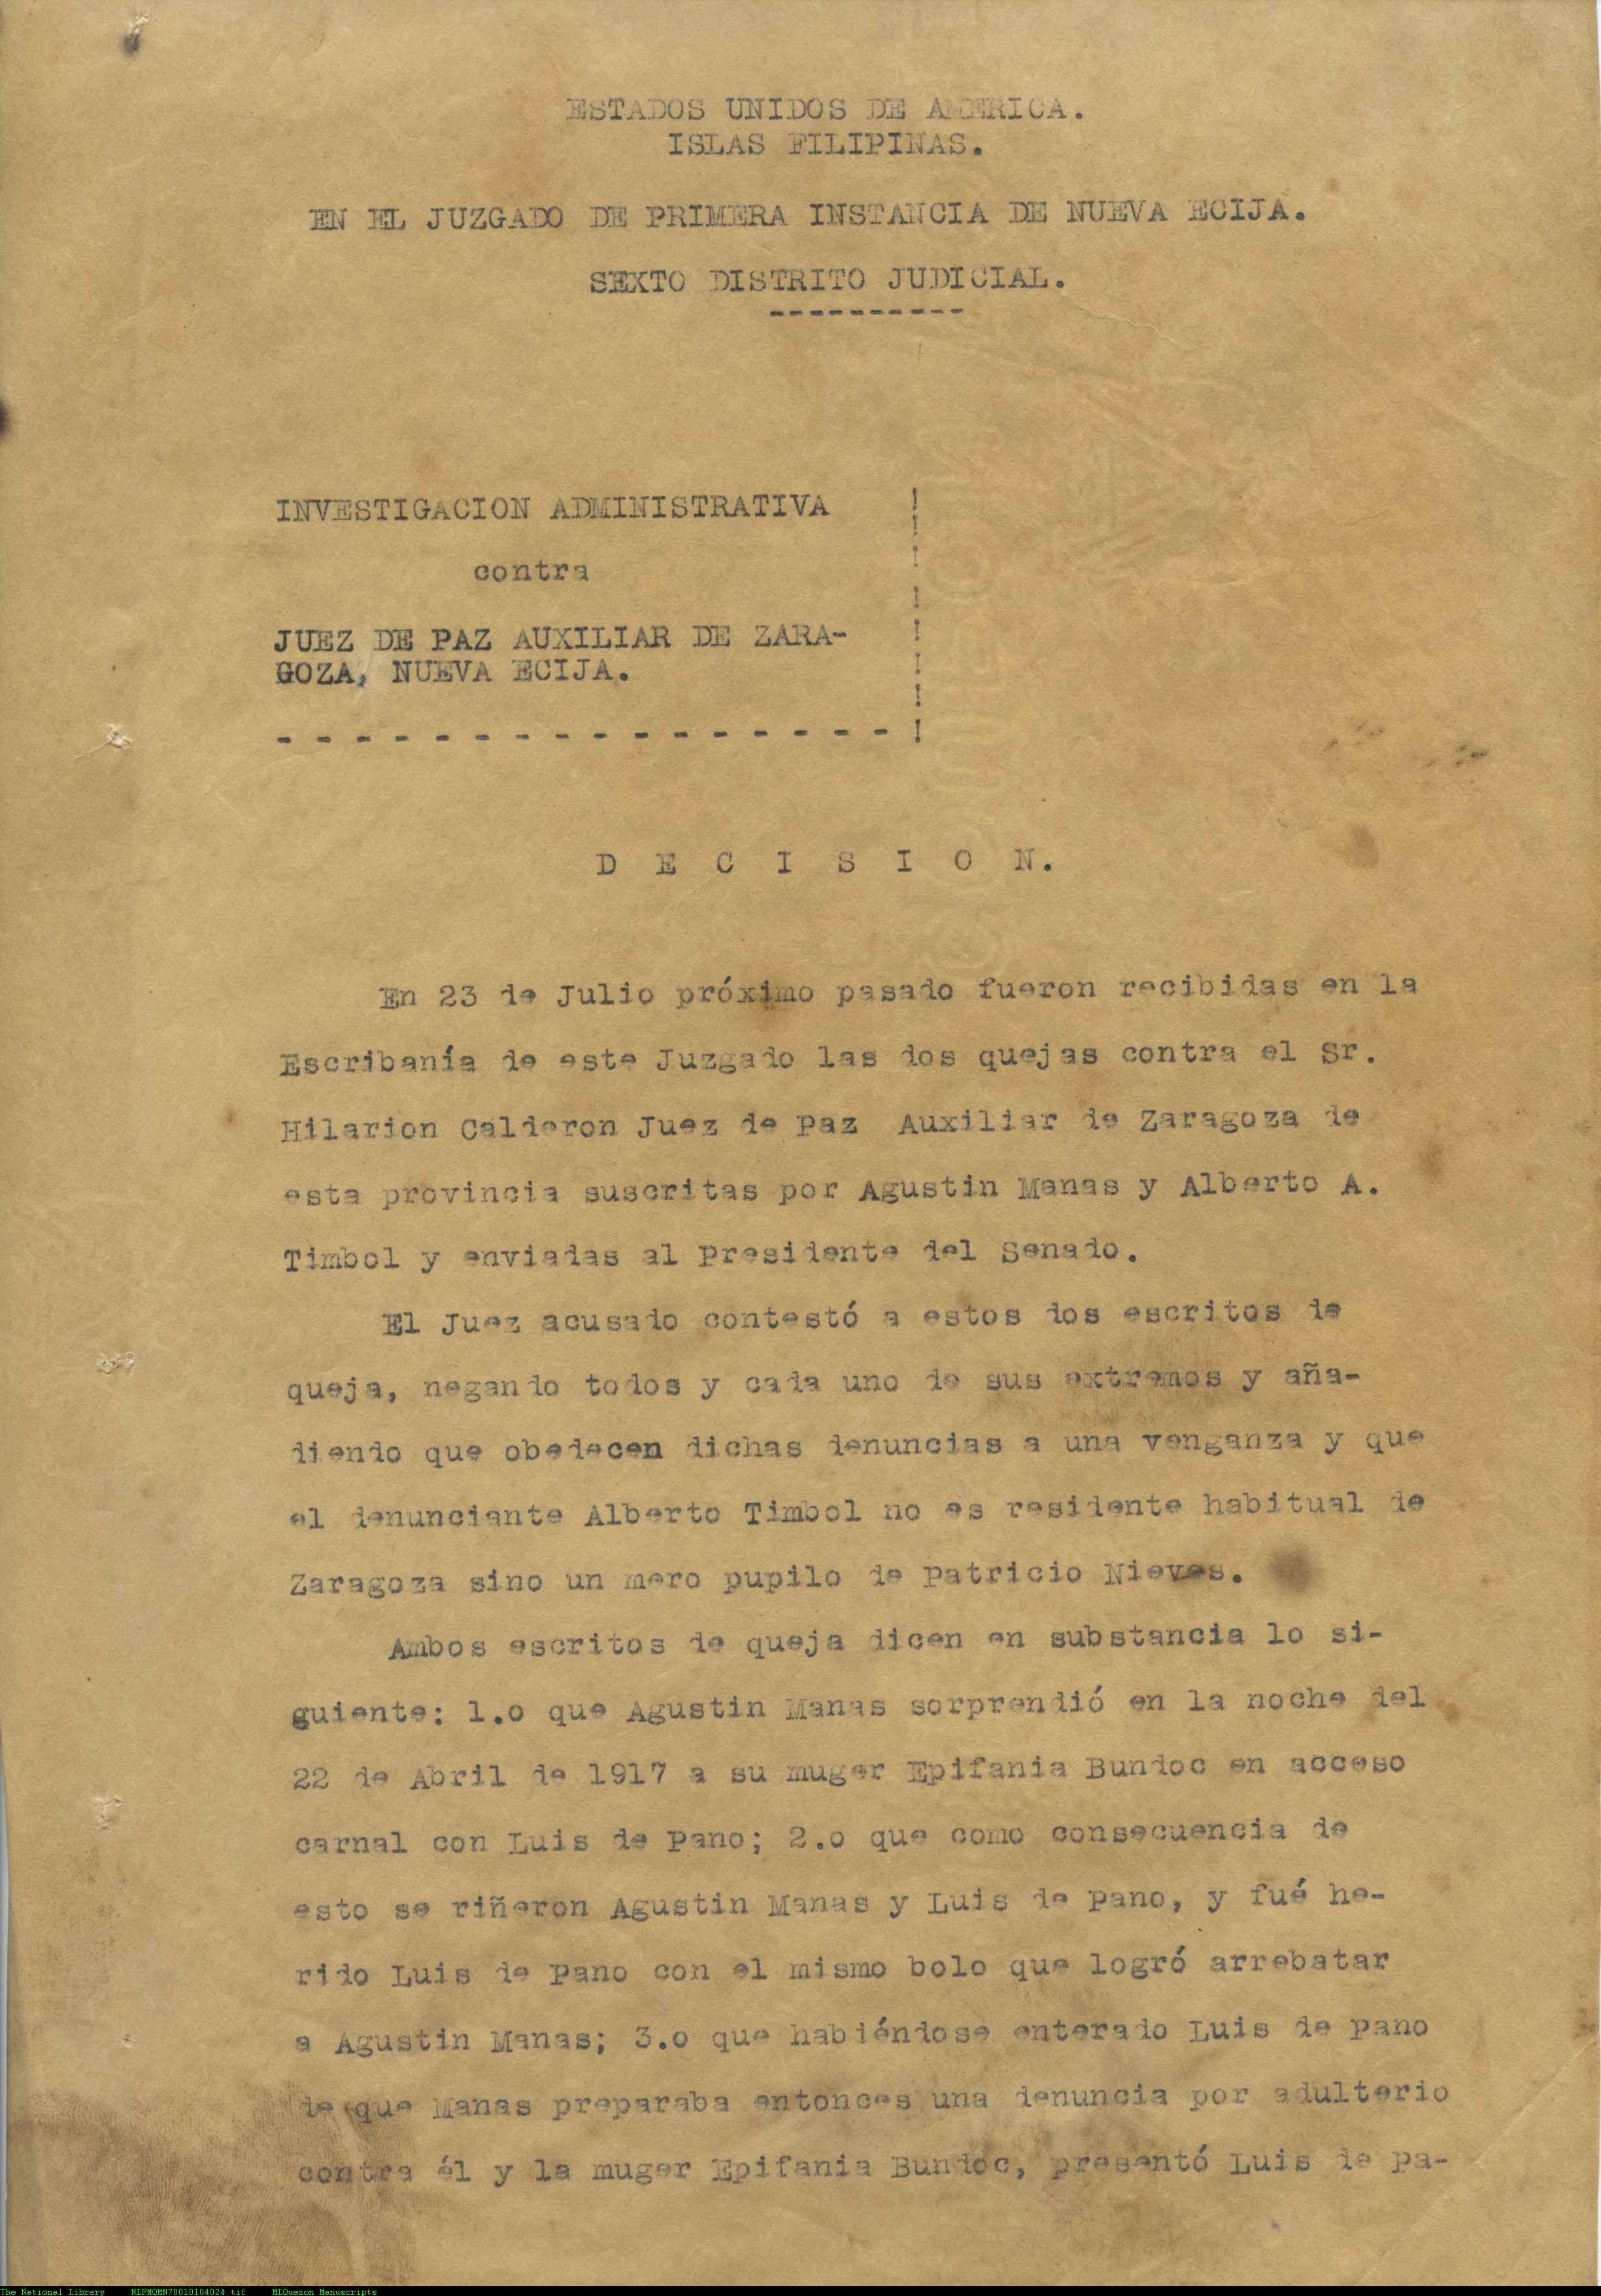 ESTADOS UNIDOS DE AMERICA.
ISLAS FILIPINAS.
EN EL JUZGADO DE PRIMERA INSTANCIA DE NUEVA ECIJA.
SEXTO DISTRITO JUDICIAL.
----------
INVESTIGACION ADMINISTRATIVA
contra
JUEZ DE PAZ AUXILIAR DE ZARA-
GOZA, NUEVA ECIJA.
- - - - - - - - - - - - - - - -
D E C I S I O N.
En 23 de Julio próximo pasado fueron recibidas en la
Escribanía de este Juzgado las dos quejas contra el Sr.
Hilarion Calderon Juez de Paz Auxiliar de Zaragoza de
esta provincia suscritas por Agustin Manas y Alberto A.
Timbol y enviadas al Presidente del Senado.
El Juez acusado contestó a estos dos escritos de
queja, negando todos y cada uno de sus extremos y aña-
diendo que obedecen dichas denuncias a una venganza y que
el denunciante Alberto Timbol no es residente habitual de
Zaragoza sino un mero pupilo de Patricio Nieves.
Ambos escritos de queja dicen en substancia lo si-
guiente: 1.o que Agustin Manas sorprendió en la noche del
22 de Abril de 1917 a su muger Epifania Bundoc en acceso
carnal con Luis de Pano; 2.o que como consecuencia de
esto se riñeron Agustin Manas y Luis de Pano, y fué he-
rido Luis de Pano con el mismo bolo que logró arrebatar
a Agustin Manas; 3.o que habiéndose enterado Luis de Pano
de que Manas preparaba entonces una denuncia por adulterio
contra él y la muger Epifania Bundoc, presentó Luis de Pa-
The National Library NLPMQMN70010104024.tif MLQuezon Manuscripts